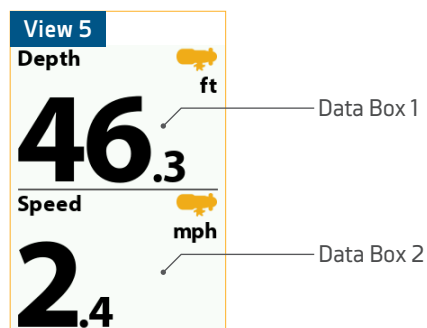 View 5
Depth
ft
46.3
Data Box 1
Speed
mph
2.4
Data Box 2